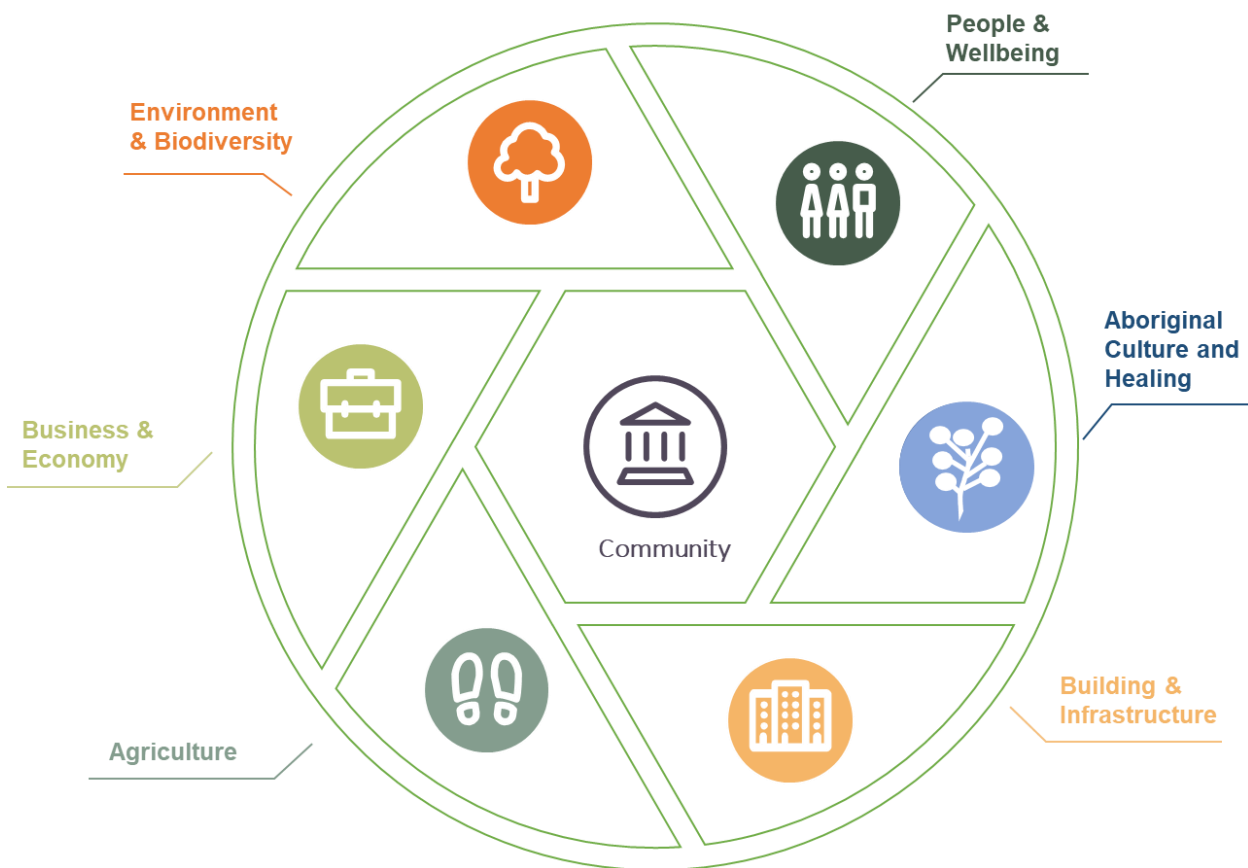 People &
Wellbeing
Environment
& Biodiversity
Aboriginal
Culture and
Healing
Business &
Economy
Community
Building &
Infrastructure
Agriculture